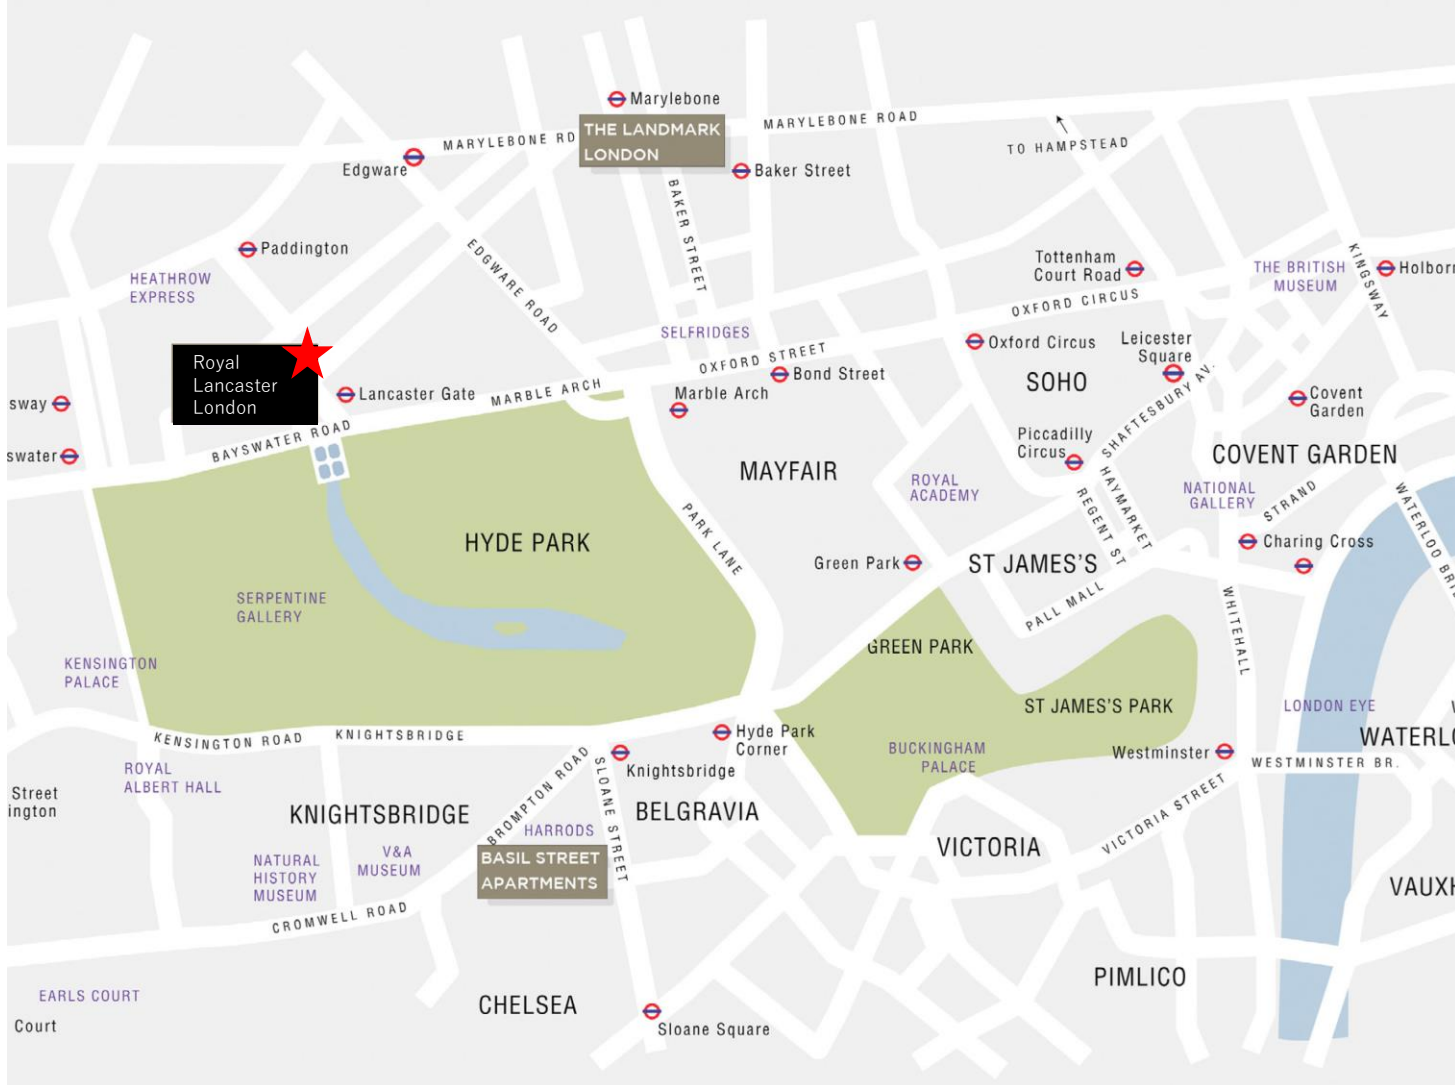 Marylebone
THE LANDMARK
LONDON
MARYLEBONE RD
MARYLEBONE ROAD
TO HAMPSTEAD
Edgware
Baker Street
BAKER STREET
Paddington
HEATHROW
EXPRESS
EDGWARE ROAD
Tottenham
Court Road
THE BRITISH
MUSEUM
KINGSWAY
Holborn
OXFORD CIRCUS
SELFRIDGES
Oxford Circus
Leicester
Square
Royal
Lancaster
London
OXFORD STREET
Bond Street
SOHO
Lancaster Gate
MARBLE ARCH
Marble Arch
Covent
Garden
sway
SHAFTESBURY AV.
BAYSWATER ROAD
Piccadilly
Circus
swater
MAYFAIR
COVENT GARDEN
ROYAL
ACADEMY
HAYMARKET
NATIONAL
GALLERY
STRAND
REGENT ST
WATERLOO BRI
PARK LANE
HYDE PARK
Charing Cross
Green Park
ST JAMES'S
SERPENTINE
GALLERY
PALL MALL
WHITEHALL
GREEN PARK
KENSINGTON
PALACE
ST JAMES'S PARK
LONDON EYE
KENSINGTON ROAD
KNIGHTSBRIDGE
Hyde Park
Corner
BUCKINGHAM
PALACE
Westminster
WATERLO
WESTMINSTER BR.
ROYAL
ALBERT HALL
BROMPTON ROAD
SLOANE STREET
Knightsbridge
Street
ington
KNIGHTSBRIDGE
BELGRAVIA
VICTORIA STREET
HARRODS
VICTORIA
V&A
MUSEUM
NATURAL
HISTORY
MUSEUM
BASIL STREET
APARTMENTS
VAUXH
CROMWELL ROAD
PIMLICO
EARLS COURT
CHELSEA
Court
Sloane Square